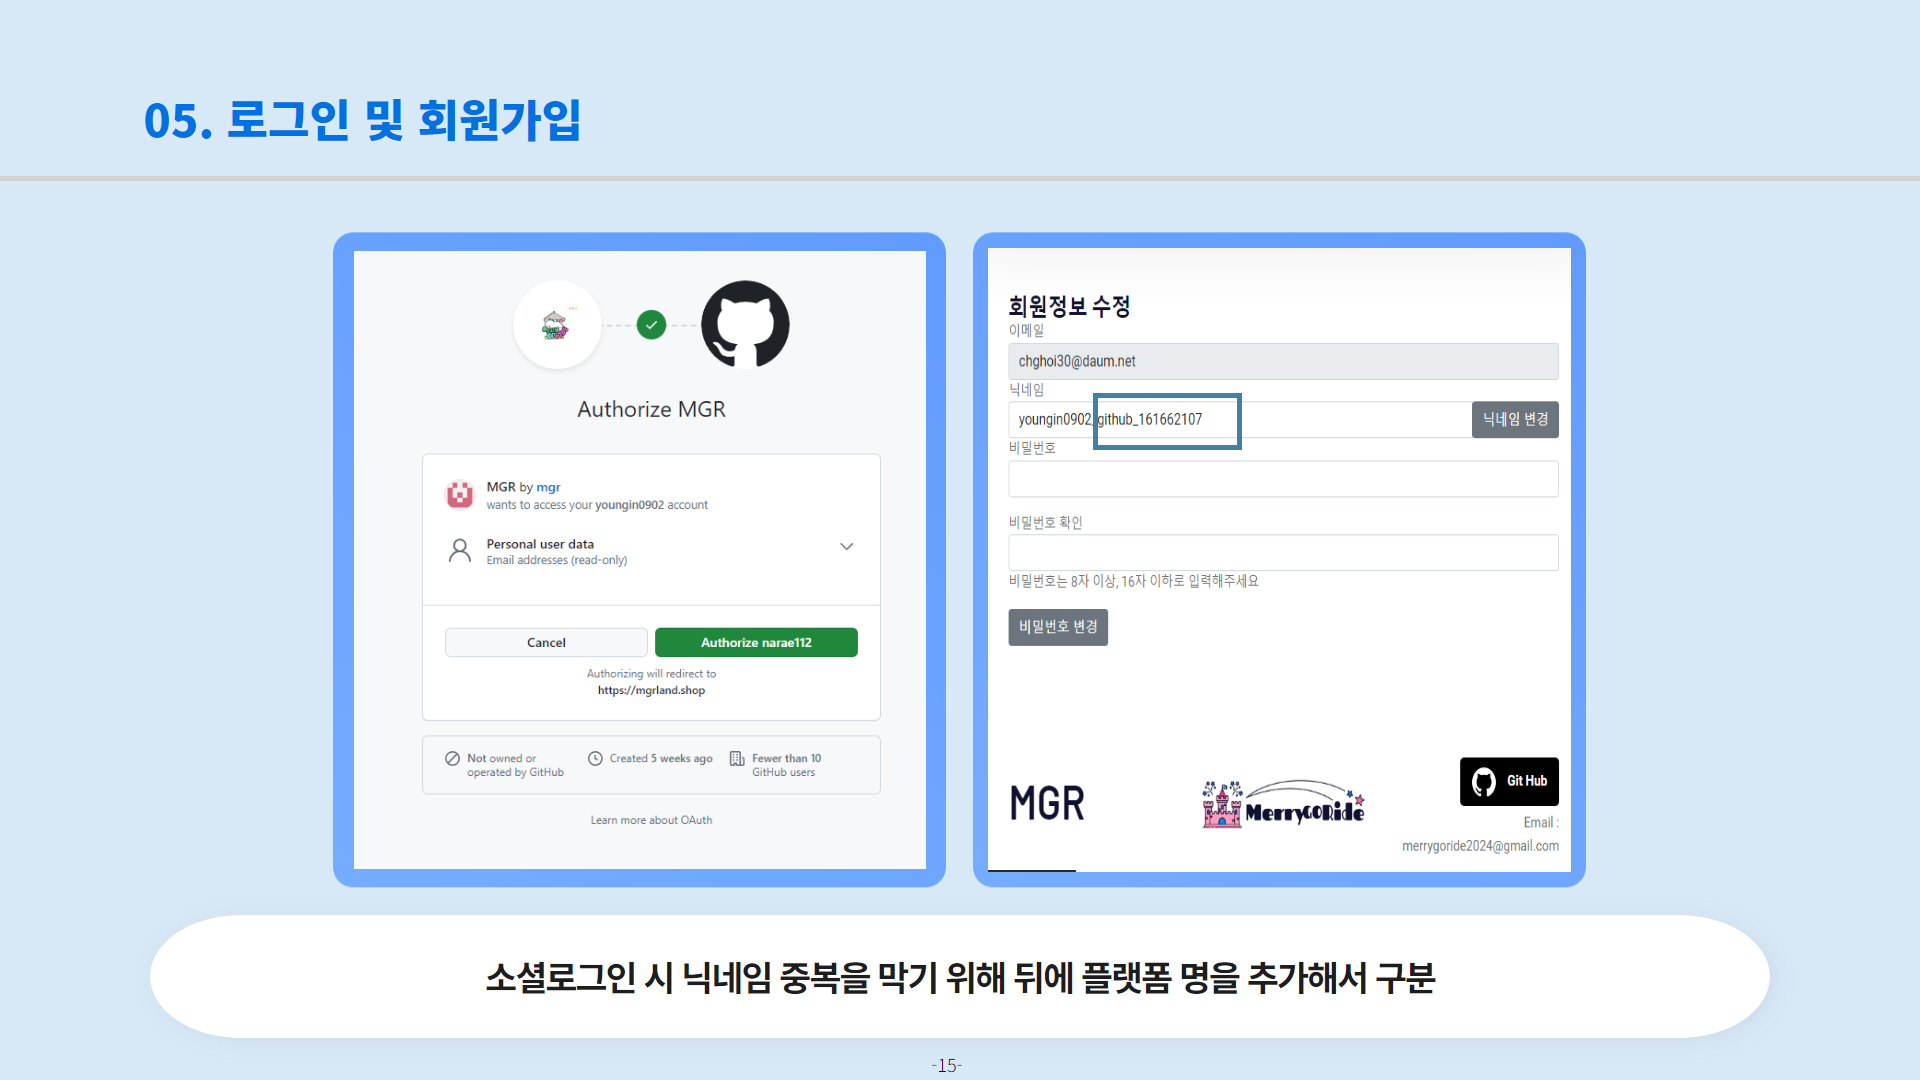 05. 로그인 및 회원가입
Authorize MGR
MGR by mgr
wants to access your youngin0902 account
Personal user data
Email addresses (read-only)
Cancel
Authorize narae112
Authorizing will redirect to
https://mgrland.shop
Not owned or
operated by GitHub
Created 5 weeks ago
Fewer than 10
GitHub users
Learn more about OAuth
회원정보 수정
이메일
chghoi30@daum.net
닉네임
youngin0902_github_161662107
닉네임 변경
비밀번호
비밀번호 확인
비밀번호는 8자 이상, 16자 이하로 입력해주세요
비밀번호 변경
MGR
MerryGORide
Git Hub
Email :
merrygoride2024@gmail.com
소셜로그인 시 닉네임 중복을 막기 위해 뒤에 플랫폼 명을 추가해서 구분
-15-